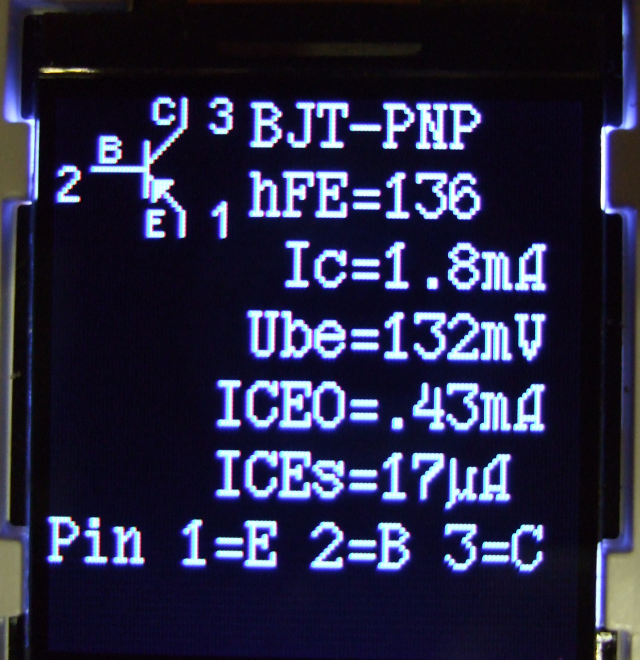 C 3 BJT-PNP
B
2 hFE=136
E 1
Ic=1.8mA
Ube=132mV
ICE0=.43mA
ICEs=17µA
Pin 1=E 2=B 3=C